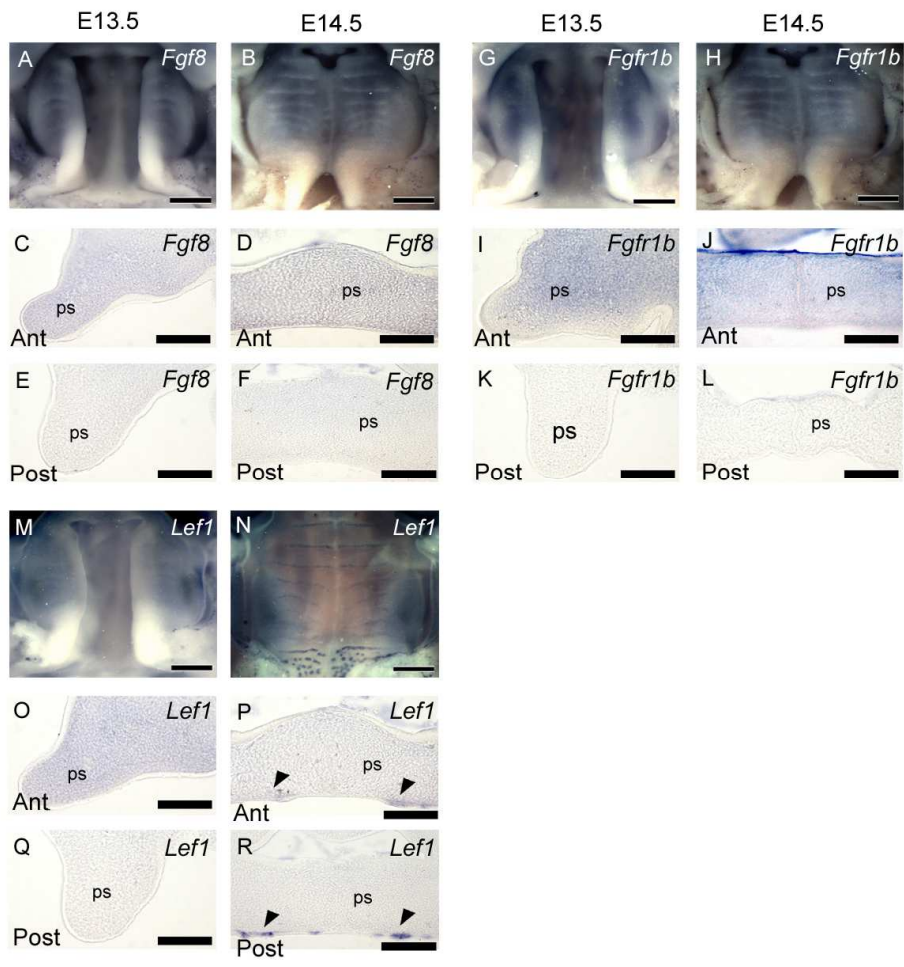 E13.5 E14.5 E13.5 E14.5
A Fgf8 B Fgf8 G Fgfr1b H Fgfr1b
C Fgf8 D Fgf8 I Fgfr1b J Fgfr1b
ps ps ps ps
Ant Ant Ant Ant
E Fgf8 F Fgf8 K Fgfr1b L Fgfr1b
ps ps ps ps
Post Post Post Post
M Lef1 N Lef1
O Lef1 P Lef1
ps ps
Ant Ant
Q Lef1 R Lef1
ps ps
Post Post